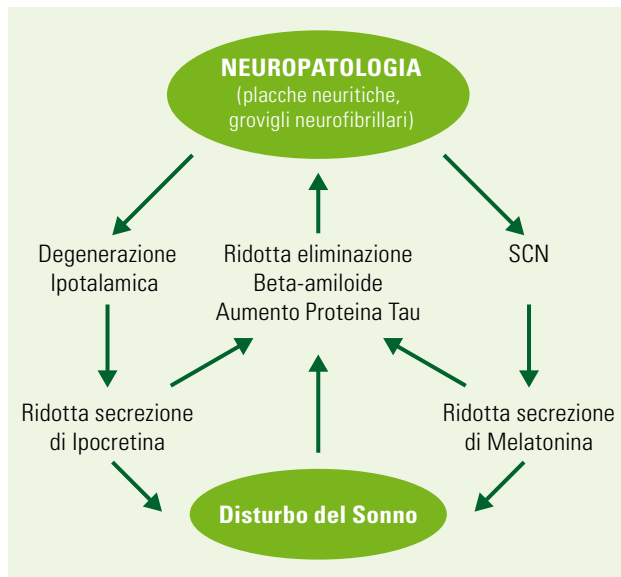 NEUROPATOLOGIA
(placche neuritiche,
grovigli neurofibrillari)
Degenerazione
Ipotalamica
Ridotta eliminazione
Beta-amiloide
Aumento Proteina Tau
SCN
Ridotta secrezione
di Ipocretina
Ridotta secrezione
di Melatonina
Disturbo del Sonno